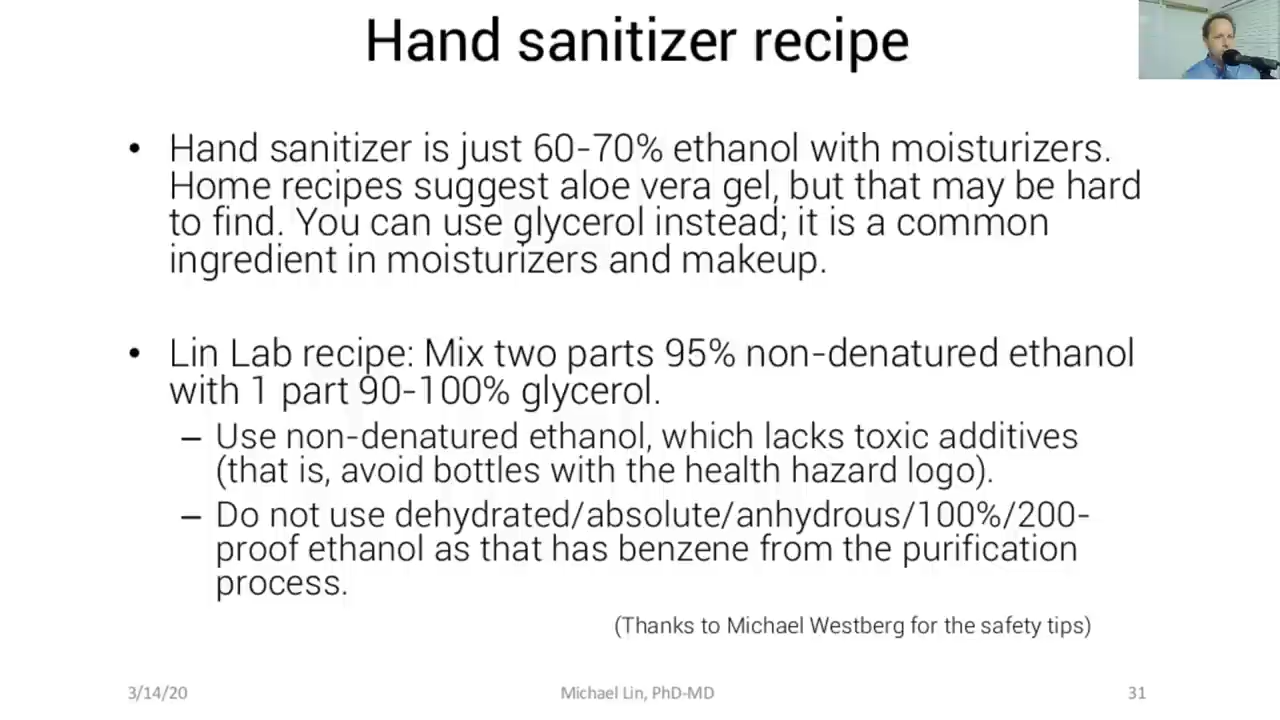 Hand sanitizer recipe
• Hand sanitizer is just 60-70% ethanol with moisturizers.
Home recipes suggest aloe vera gel, but that may be hard
to find. You can use glycerol instead; it is a common
ingredient in moisturizers and makeup.
• Lin Lab recipe: Mix two parts 95% non-denatured ethanol
with 1 part 90-100% glycerol.
– Use non-denatured ethanol, which lacks toxic additives
(that is, avoid bottles with the health hazard logo).
– Do not use dehydrated/absolute/anhydrous/100%/200-
proof ethanol as that has benzene from the purification
process.
(Thanks to Michael Westberg for the safety tips)
3/14/20 Michael Lin, PhD-MD 31